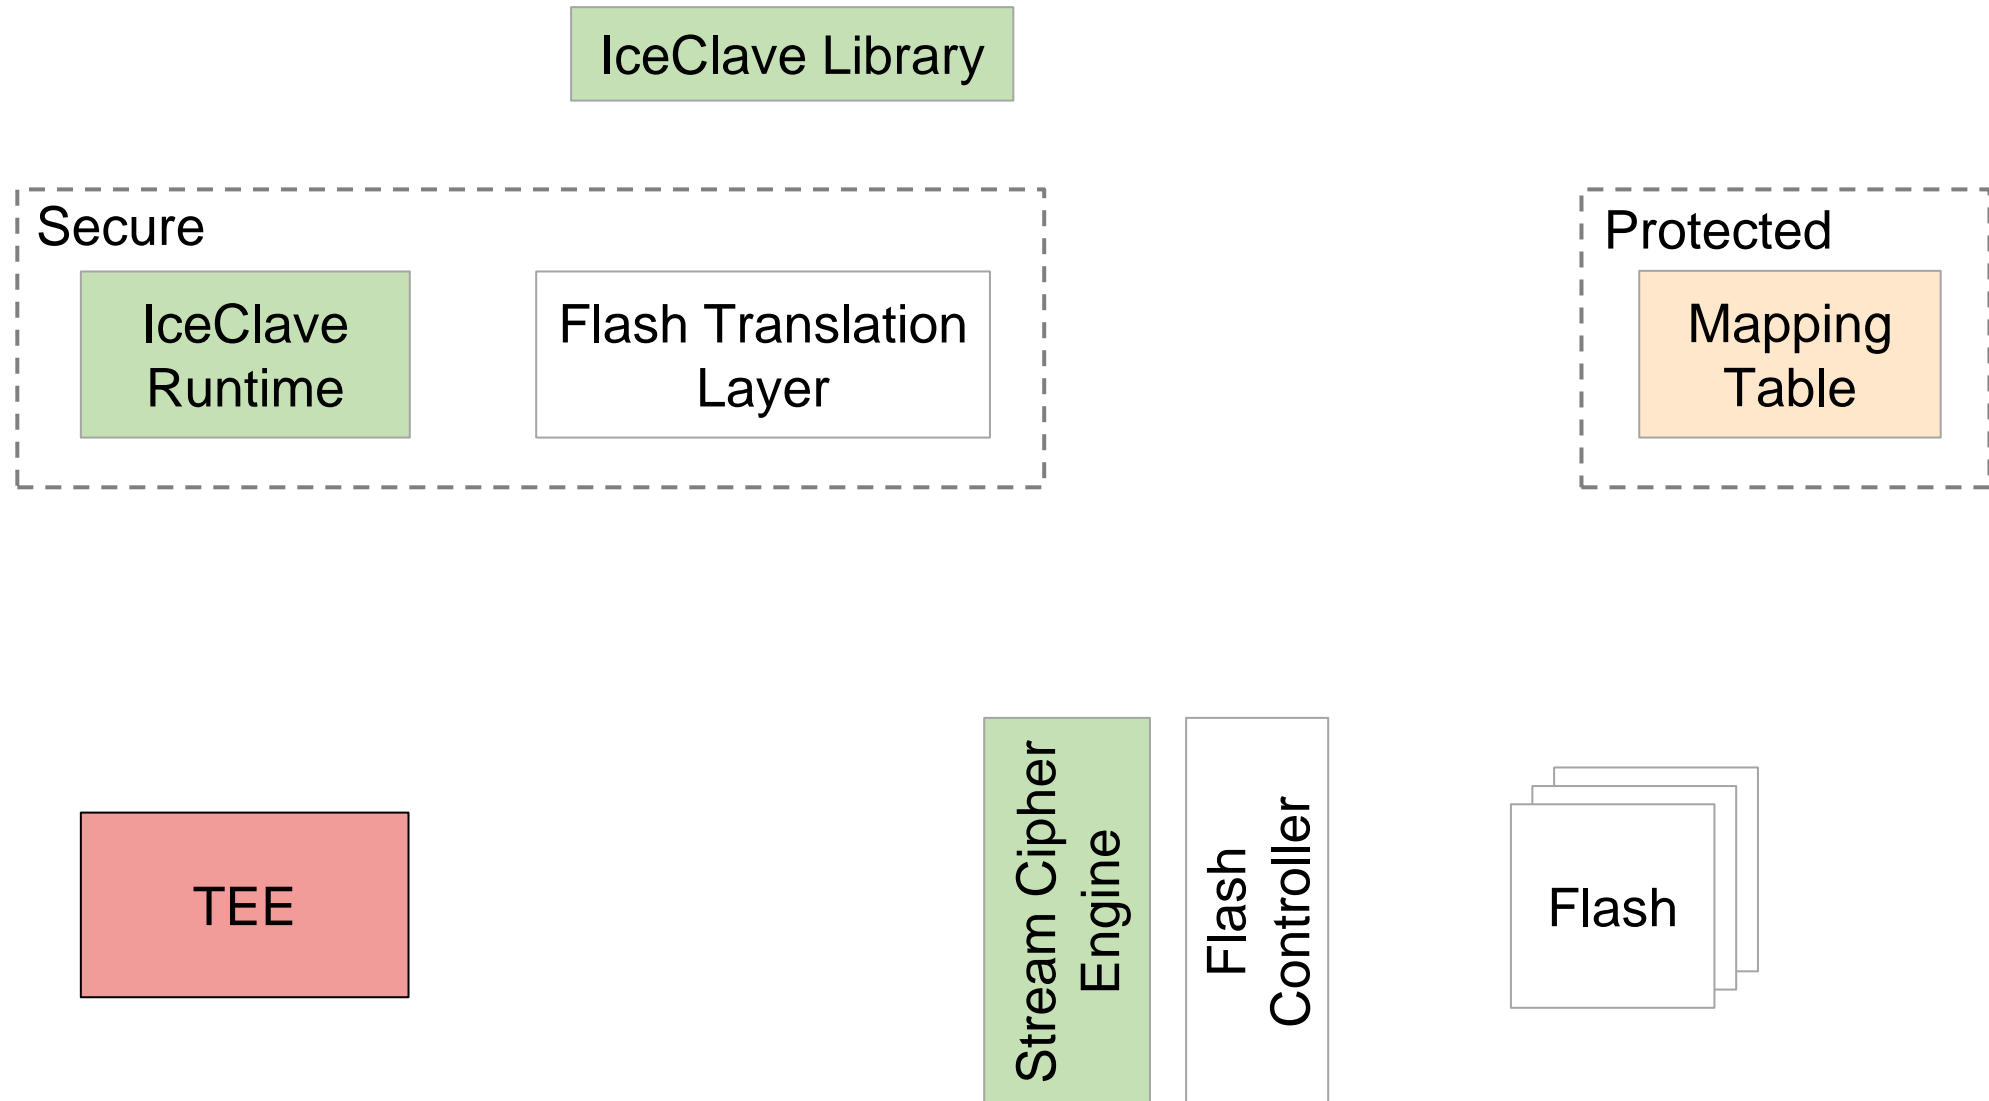 IceClave Library
Secure
Protected
IceClave
Runtime
Flash Translation
Layer
Mapping
Table
TEE
Stream Cipher
Engine
Flash
Controller
Flash